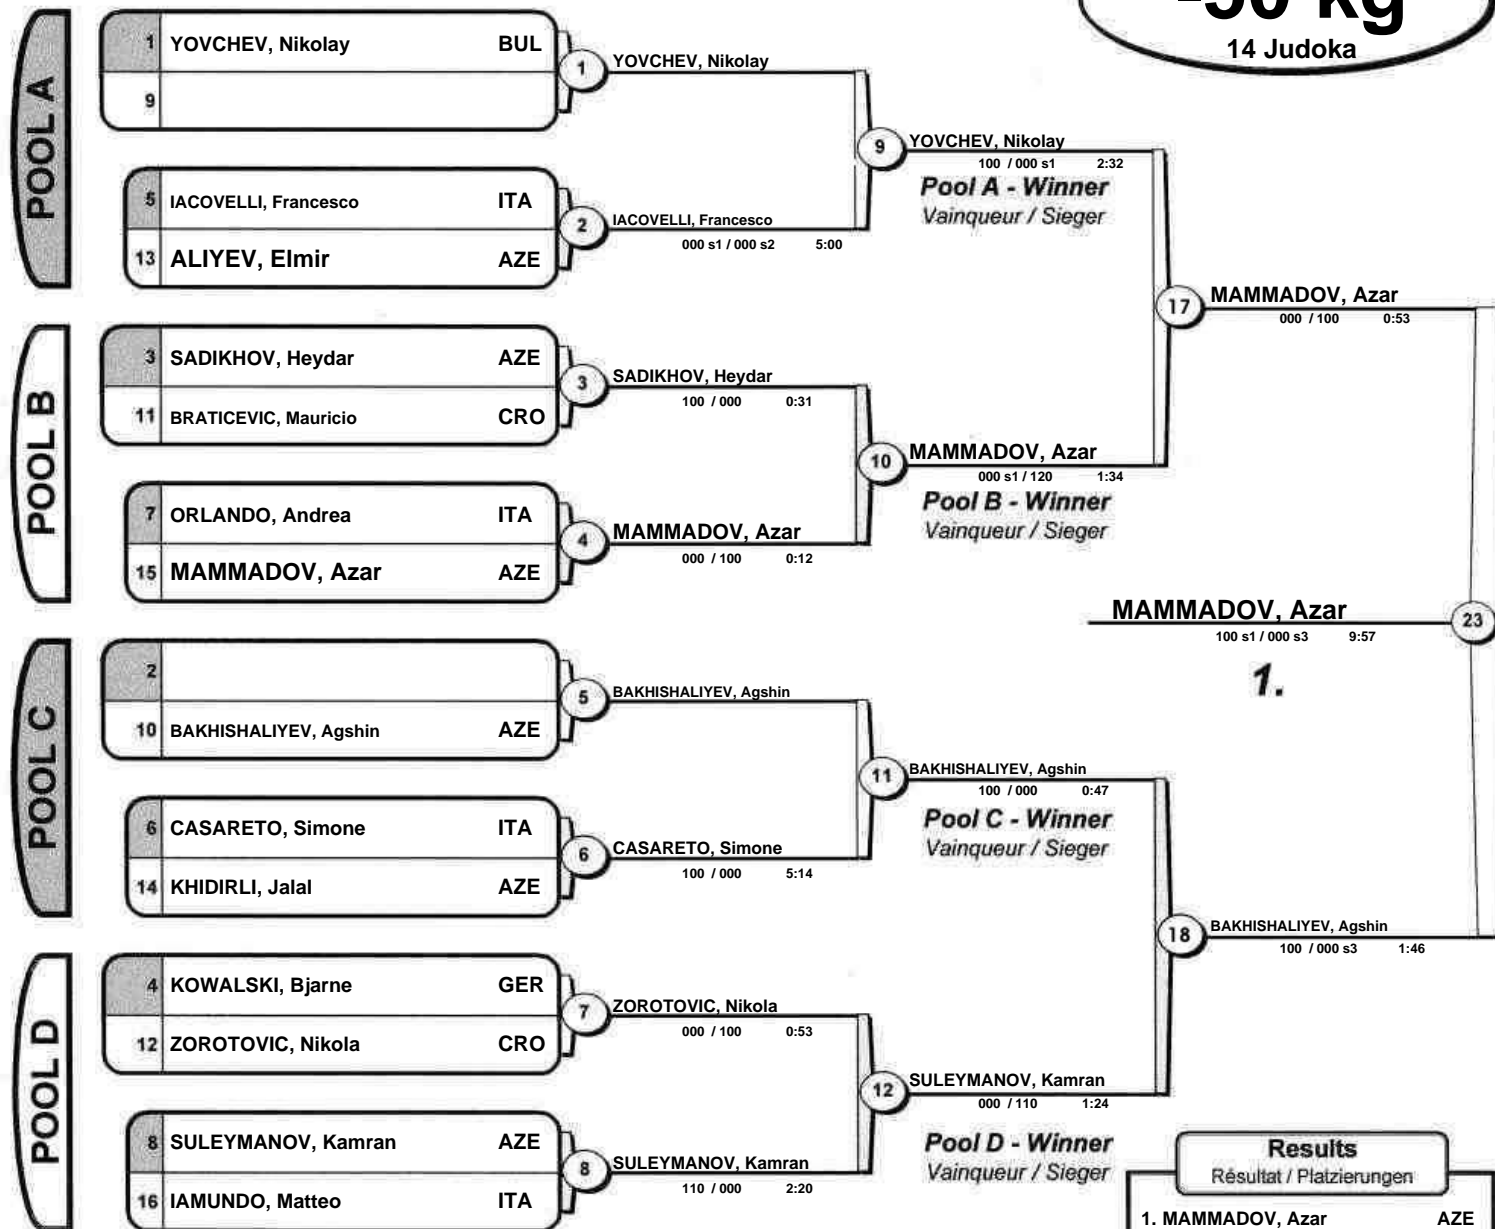 -50 kg
14 Judoka
POOL A
1 YOVCHEV, Nikolay BUL
9
1 YOVCHEV, Nikolay
5 IACOVELLI, Francesco ITA
13 ALIYEV, Elmir AZE
2 IACOVELLI, Francesco
000 s1 / 000 s2 5:00
9 YOVCHEV, Nikolay
100 / 000 s1 2:32
Pool A - Winner
Vainqueur / Sieger
POOL B
3 SADIKHOV, Heydar AZE
11 BRATICEVIC, Mauricio CRO
3 SADIKHOV, Heydar
100 / 000 0:31
7 ORLANDO, Andrea ITA
15 MAMMADOV, Azar AZE
4 MAMMADOV, Azar
000 / 100 0:12
10 MAMMADOV, Azar
000 s1 / 120 1:34
Pool B - Winner
Vainqueur / Sieger
17 MAMMADOV, Azar
000 / 100 0:53
MAMMADOV, Azar 23
100 s1 / 000 s3 9:57
1.
POOL C
2
10 BAKHISHALIYEV, Agshin AZE
5 BAKHISHALIYEV, Agshin
6 CASARETO, Simone ITA
14 KHIDIRLI, Jalal AZE
6 CASARETO, Simone
100 / 000 5:14
11 BAKHISHALIYEV, Agshin
100 / 000 0:47
Pool C - Winner
Vainqueur / Sieger
POOL D
4 KOWALSKI, Bjarne GER
12 ZOROTOVIC, Nikola CRO
7 ZOROTOVIC, Nikola
000 / 100 0:53
8 SULEYMANOV, Kamran AZE
16 IAMUNDO, Matteo ITA
8 SULEYMANOV, Kamran
110 / 000 2:20
12 SULEYMANOV, Kamran
000 / 110 1:24
Pool D - Winner
Vainqueur / Sieger
18 BAKHISHALIYEV, Agshin
100 / 000 s3 1:46
Results
Résultat / Platzierungen
1. MAMMADOV, Azar AZE